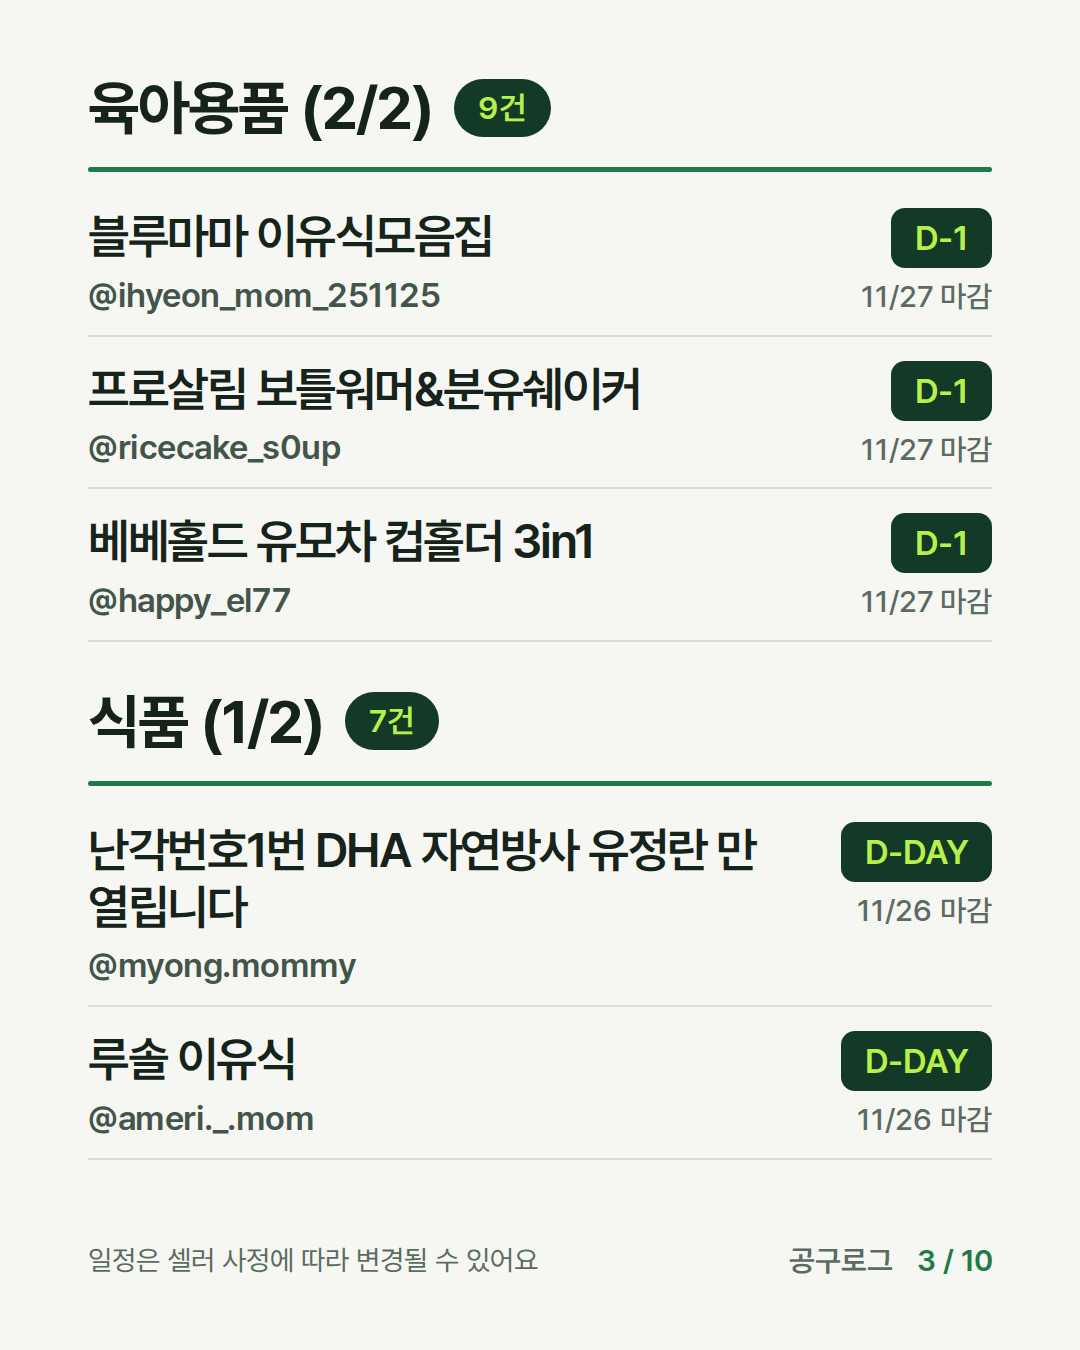 육아용품 (2/2) 9건
블루마마 이유식모음집 D-1
@ihyeon_mom_251125 11/27 마감
프로살림 보틀워머&분유쉐이커 D-1
@ricecake_s0up 11/27 마감
베베홀드 유모차 컵홀더 3in1 D-1
@happy_el77 11/27 마감
식품 (1/2) 7건
난각번호1번 DHA 자연방사 유정란 만 D-DAY
열립니다 11/26 마감
@myong.mommy
루솔 이유식 D-DAY
@ameri._.mom 11/26 마감
일정은 셀러 사정에 따라 변경될 수 있어요 공구로그 3 / 10